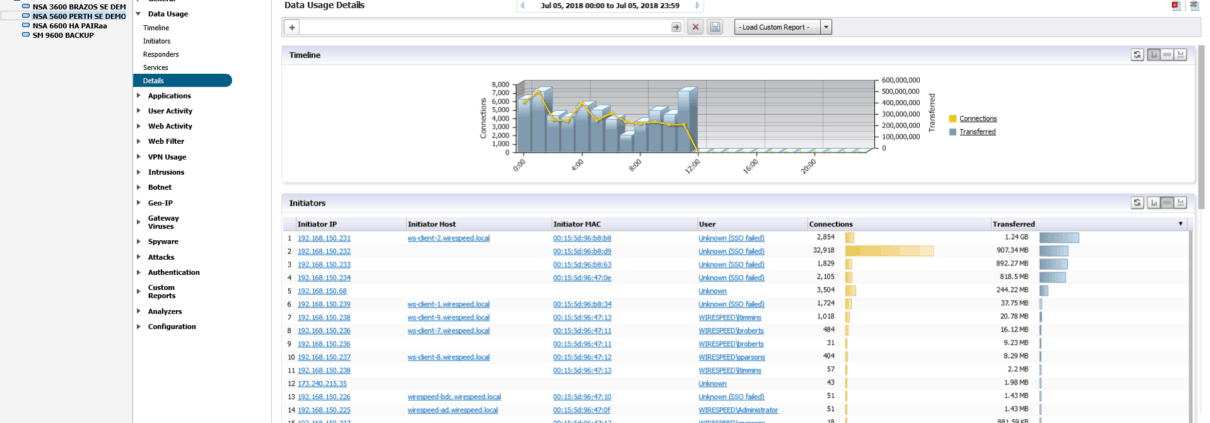 NSA 3600 BRAZOS SE DEM
NSA 5600 PERTH SE DEMO
NSA 6600 HA PAIRaa
SM 9600 BACKUP
General
Data Usage
Timeline
Initiators
Responders
Services
Details
Applications
User Activity
Web Activity
Web Filter
VPN Usage
Intrusions
Botnet
Geo-IP
Gateway
Viruses
Spyware
Attacks
Authentication
Custom
Reports
Analyzers
Configuration
Data Usage Details
Jul 05, 2018 00:00 to Jul 05, 2018 23:59
+
- Load Custom Report -
Timeline
Connections
8,000
7,000
6,000
5,000
4,000
3,000
2,000
1,000
0
600,000,000
500,000,000
400,000,000
300,000,000
200,000,000
100,000,000
0
Transferred
0:00 4:00 8:00 12:00 16:00 20:00
Connections
Transferred
Initiators
Initiator IP Initiator Host Initiator MAC User Connections Transferred
1 192.168.150.231 ws-client-2.wirespeed.local 00:15:5d:96:b8:b8 Unknown (SSO failed) 2,854 1.24 GB
2 192.168.150.232 00:15:5d:96:b8:d9 Unknown (SSO failed) 32,918 907.34 MB
3 192.168.150.233 00:15:5d:96:b8:63 Unknown (SSO failed) 1,829 892.27 MB
4 192.168.150.234 00:15:5d:96:47:0e Unknown (SSO failed) 2,105 818.5 MB
5 192.168.150.68 Unknown 3,504 244.22 MB
6 192.168.150.239 ws-client-1.wirespeed.local 00:15:5d:96:b8:34 Unknown (SSO failed) 1,724 37.75 MB
7 192.168.150.238 ws-client-9.wirespeed.local 00:15:5d:96:47:13 WIRESPEED\jtimmins 1,018 20.78 MB
8 192.168.150.236 ws-client-7.wirespeed.local 00:15:5d:96:47:11 WIRESPEED\broberts 484 16.12 MB
9 192.168.150.236 00:15:5d:96:47:11 WIRESPEED\broberts 31 9.23 MB
10 192.168.150.237 ws-client-8.wirespeed.local 00:15:5d:96:47:12 WIRESPEED\sparsons 404 8.29 MB
11 192.168.150.238 00:15:5d:96:47:13 WIRESPEED\jtimmins 57 2.2 MB
12 173.240.215.35 Unknown 43 1.98 MB
13 192.168.150.226 wirespeed-bdc.wirespeed.local 00:15:5d:96:47:10 Unknown (SSO failed) 51 1.43 MB
14 192.168.150.225 wirespeed-ad.wirespeed.local 00:15:5d:96:47:0f WIRESPEED\Administrator 51 1.43 MB
15 192.168.150.237 00:15:5d:96:47:12 18 881.59 KB